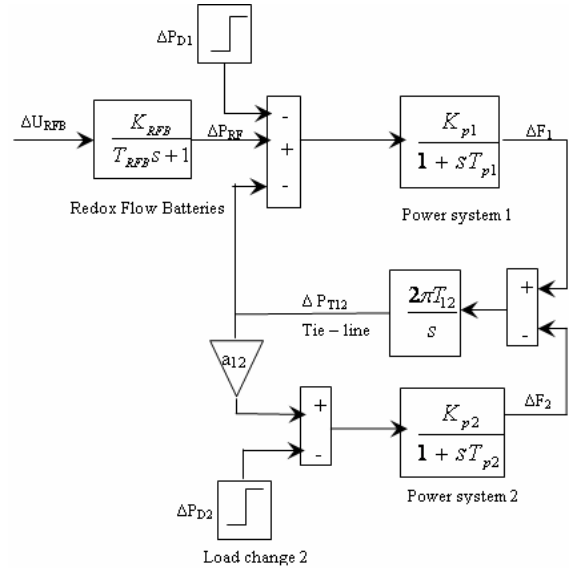 ΔP_D1
ΔU_RFB
K_RFB
T_RFB s + 1
ΔP_RF
-
+
-
K_p1
1 + sT_p1
ΔF_1
Redox Flow Batteries
Power system 1
Δ P_T12
Tie – line
2πT_12
s
+
-
a_12
+
-
K_p2
1 + sT_p2
ΔF_2
ΔP_D2
Power system 2
Load change 2